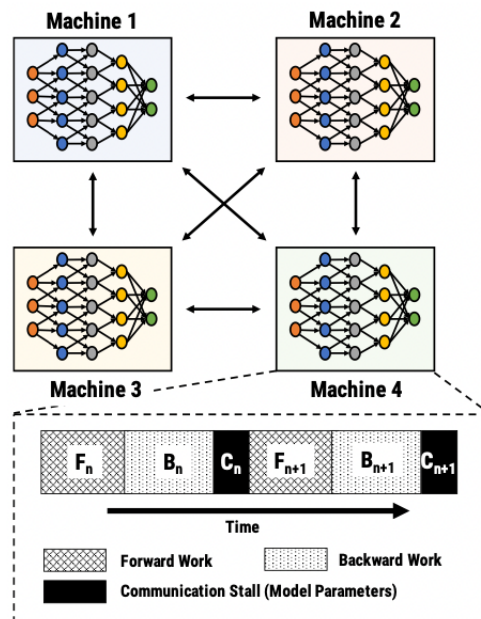 Machine 1
Machine 2
Machine 3
Machine 4
Fn
Bn
Cn
Fn+1
Bn+1
Cn+1
Time
Forward Work
Backward Work
Communication Stall (Model Parameters)